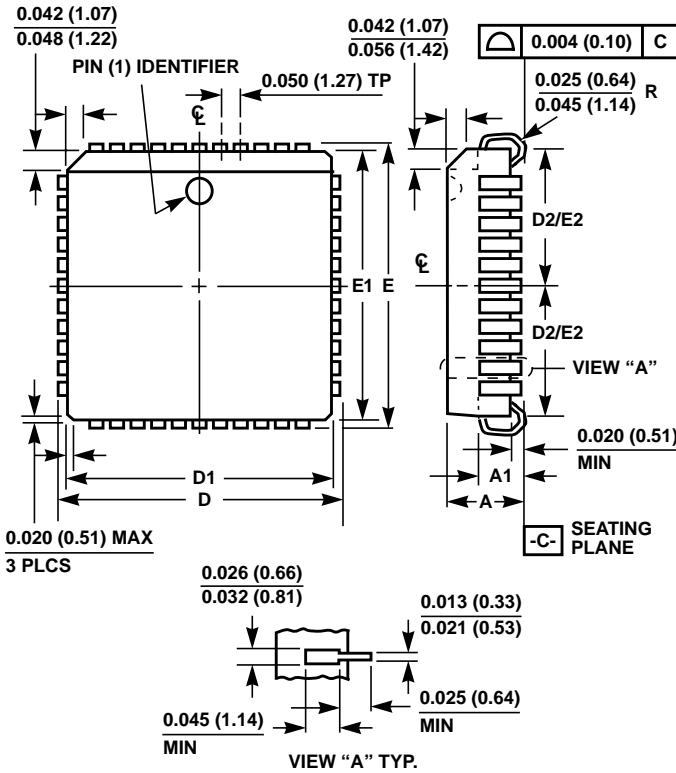 0.042 (1.07)
0.048 (1.22)
PIN (1) IDENTIFIER
0.050 (1.27) TP
0.042 (1.07)
0.056 (1.42)
⌓ 0.004 (0.10) C
0.025 (0.64)
0.045 (1.14)
R
℄
℄
D2/E2
D2/E2
E1
E
VIEW “A”
D1
D
A1
A
0.020 (0.51)
MIN
0.020 (0.51) MAX
3 PLCS
-C-
SEATING
PLANE
0.026 (0.66)
0.032 (0.81)
0.013 (0.33)
0.021 (0.53)
0.045 (1.14)
MIN
0.025 (0.64)
MIN
VIEW “A” TYP.